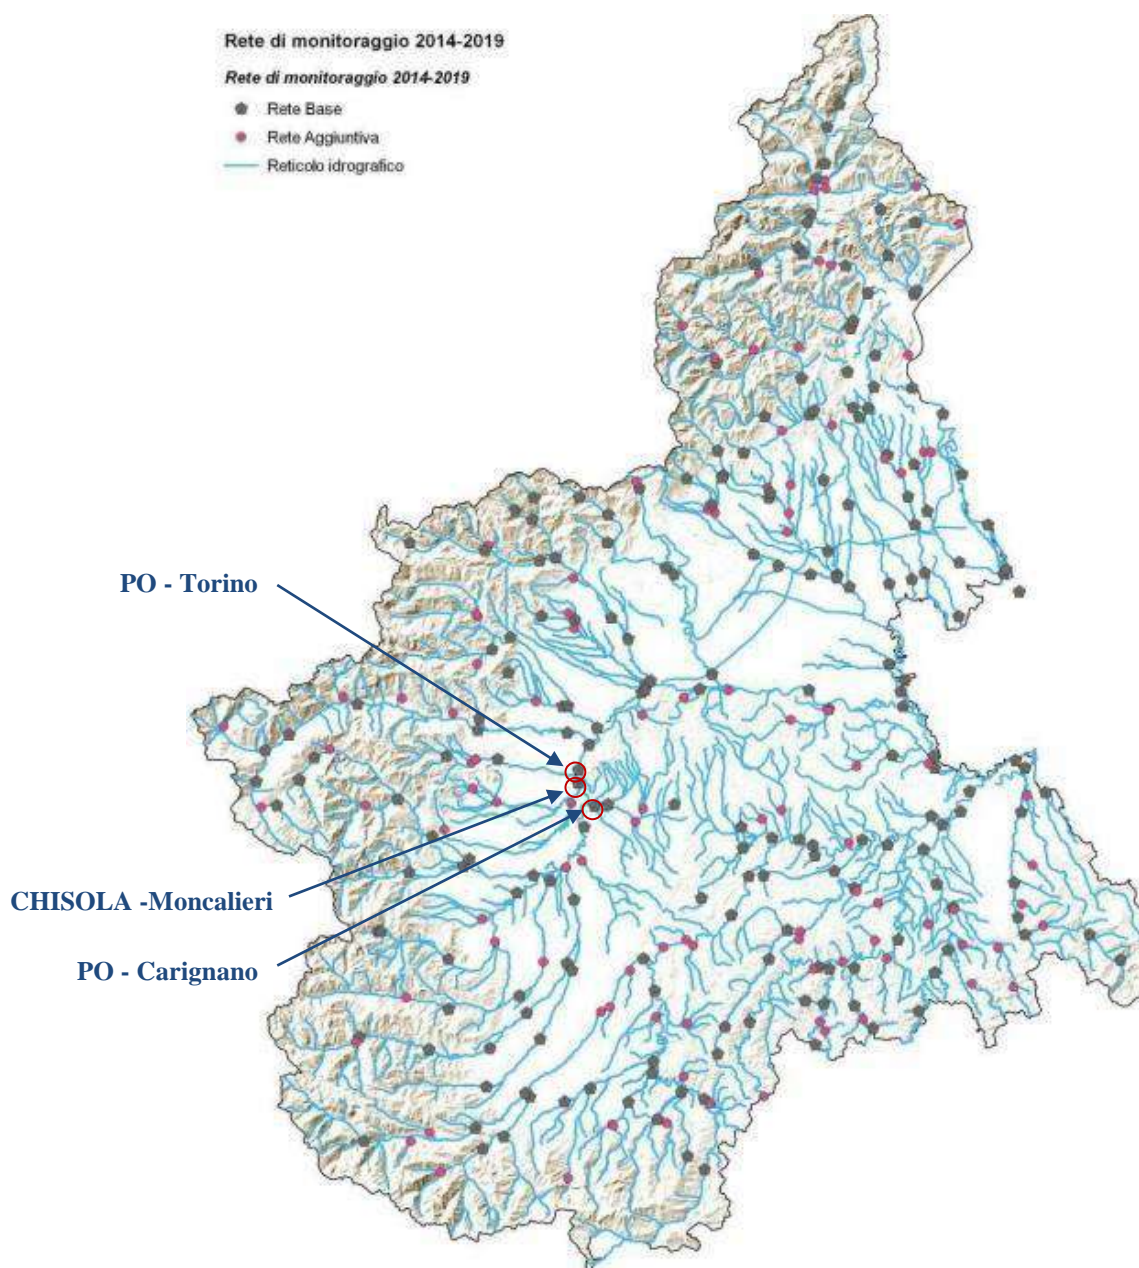 Rete di monitoraggio 2014-2019
Rete di monitoraggio 2014-2019
Rete Base
Rete Aggiuntiva
Reticolo idrografico
PO - Torino
CHISOLA -Moncalieri
PO - Carignano